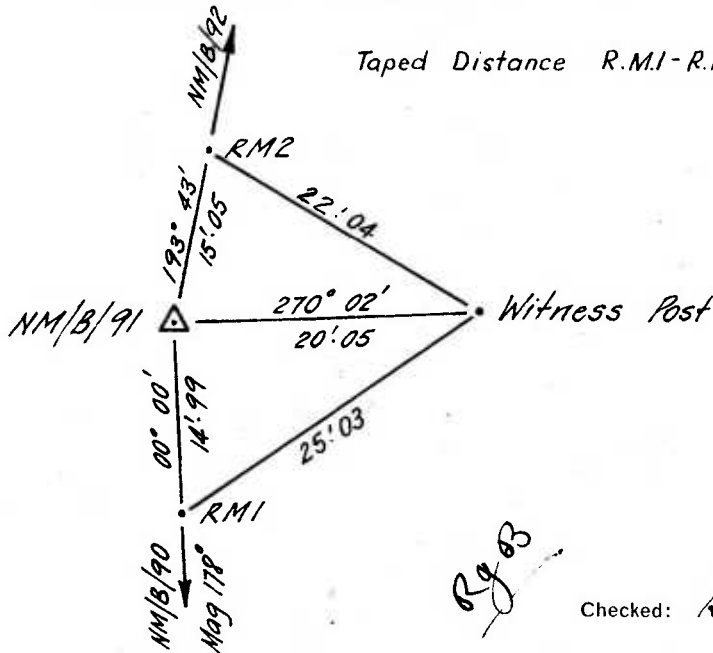 NM/B/92
Taped Distance R.M.1-R.
RM2
193° 43'
15!05
22!04
NM/B/91
270° 02'
20!05
Witness Post
00° 00'
14!99
25!03
RM1
NM/B/90
Mag 178°
Checked: